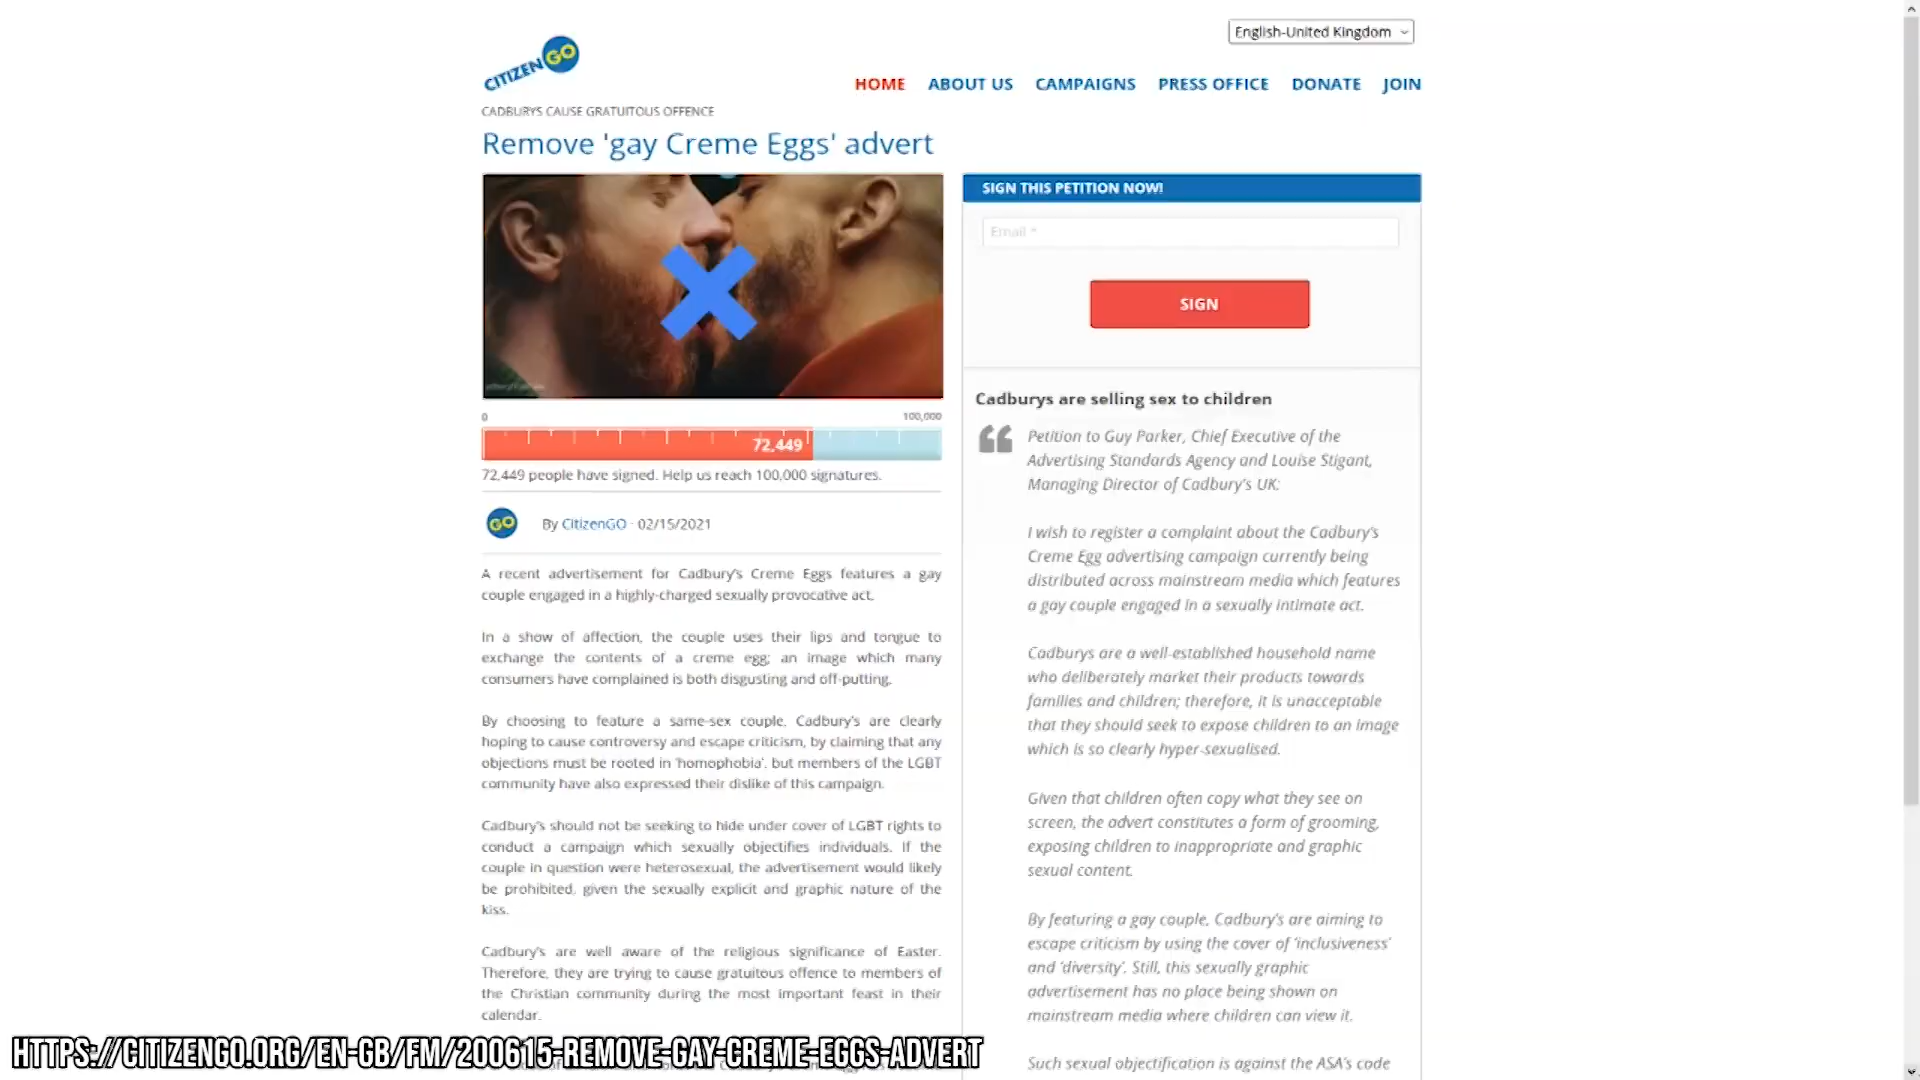 English-United Kingdom
CITIZENGO
HOME ABOUT US CAMPAIGNS PRESS OFFICE DONATE JOIN
CADBURYS CAUSE GRATUITOUS OFFENCE
Remove 'gay Creme Eggs' advert
0 100,000
72,449
72,449 people have signed. Help us reach 100,000 signatures.
GO By CitizenGO · 02/15/2021
A recent advertisement for Cadbury's Creme Eggs features a gay
couple engaged in a highly-charged sexually provocative act.
In a show of affection, the couple uses their lips and tongue to
exchange the contents of a creme egg; an image which many
consumers have complained is both disgusting and off-putting.
By choosing to feature a same-sex couple, Cadbury's are clearly
hoping to cause controversy and escape criticism, by claiming that any
objections must be rooted in 'homophobia', but members of the LGBT
community have also expressed their dislike of this campaign.
Cadbury's should not be seeking to hide under cover of LGBT rights to
conduct a campaign which sexually objectifies individuals. If the
couple in question were heterosexual, the advertisement would likely
be prohibited, given the sexually explicit and graphic nature of the
kiss.
Cadbury's are well aware of the religious significance of Easter.
Therefore, they are trying to cause gratuitous offence to members of
the Christian community during the most important feast in their
calendar.
SIGN THIS PETITION NOW!
Email *
SIGN
Cadburys are selling sex to children
Petition to Guy Parker, Chief Executive of the
Advertising Standards Agency and Louise Stigant,
Managing Director of Cadbury's UK:
I wish to register a complaint about the Cadbury's
Creme Egg advertising campaign currently being
distributed across mainstream media which features
a gay couple engaged in a sexually intimate act.
Cadburys are a well-established household name
who deliberately market their products towards
families and children; therefore, it is unacceptable
that they should seek to expose children to an image
which is so clearly hyper-sexualised.
Given that children often copy what they see on
screen, the advert constitutes a form of grooming,
exposing children to inappropriate and graphic
sexual content.
By featuring a gay couple, Cadbury's are aiming to
escape criticism by using the cover of 'inclusiveness'
and 'diversity'. Still, this sexually graphic
advertisement has no place being shown on
mainstream media where children can view it.
Such sexual objectification is against the ASA's code
HTTPS://CITIZENGO.ORG/EN-GB/FM/200615-REMOVE-GAY-CREME-EGGS-ADVERT